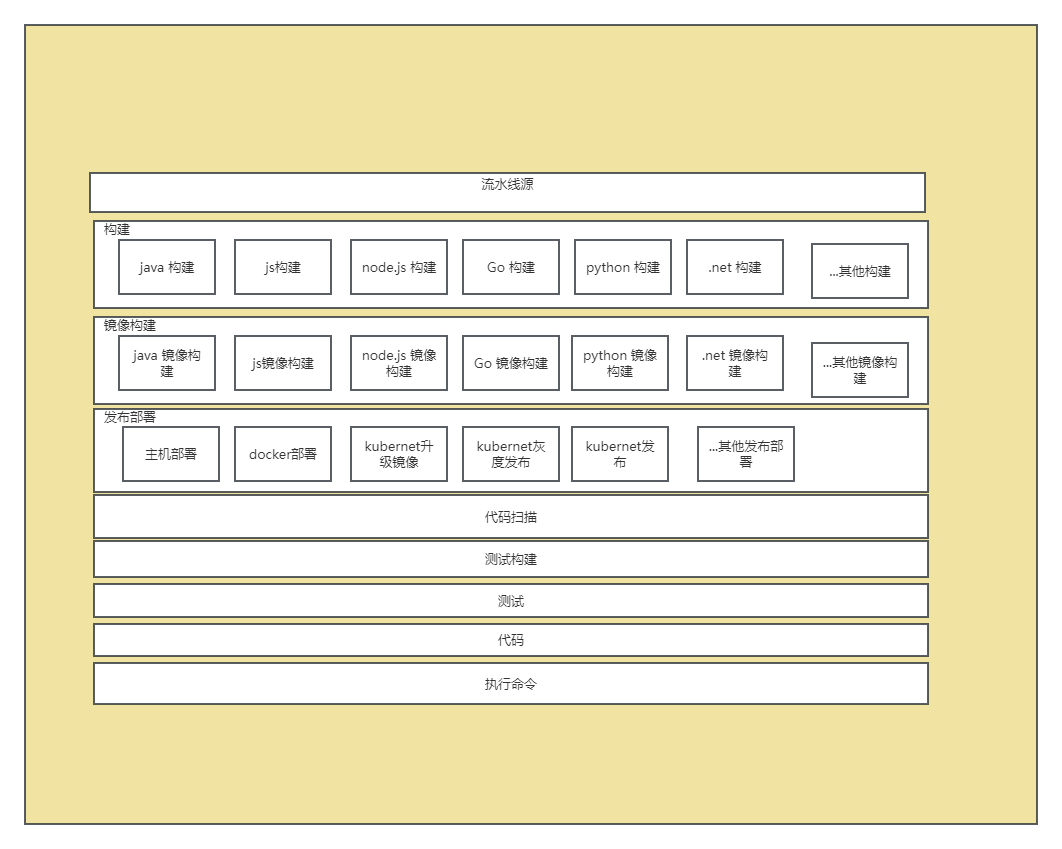 流水线源
构建
java 构建
js构建
node.js 构建
Go 构建
python 构建
.net 构建
...其他构建
镜像构建
java 镜像构
建
js镜像构建
node.js 镜像
构建
Go 镜像构建
python 镜像
构建
.net 镜像构
建
...其他镜像构
建
发布部署
主机部署
docker部署
kubernet升
级镜像
kubernet灰
度发布
kubernet发
布
...其他发布部
署
代码扫描
测试构建
测试
代码
执行命令